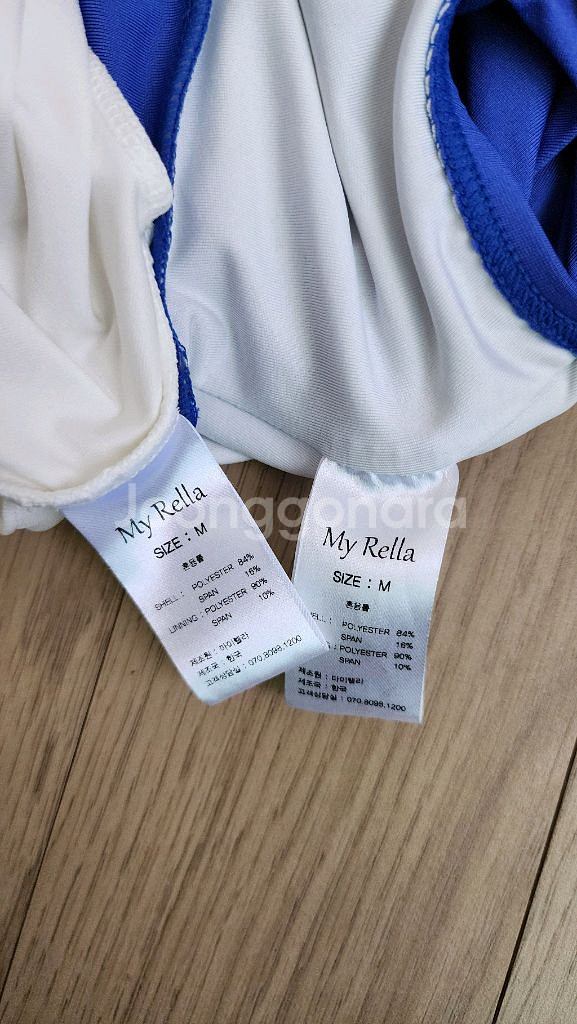 Joonggonara
My Rella
SIZE : M
혼용률
SHELL : POLYESTER 84%
SPAN 16%
LINNING : POLYESTER 90%
SPAN 10%
제조원 : 마이렐라
제조국 : 한국
고객상담실 : 070.8098.1200
My Rella
SIZE : M
혼용률
ELL : POLYESTER 84%
SPAN 16%
: POLYESTER 90%
SPAN 10%
제조원 : 마이렐라
제조국 : 한국
고객상담실 : 070.8098.1200